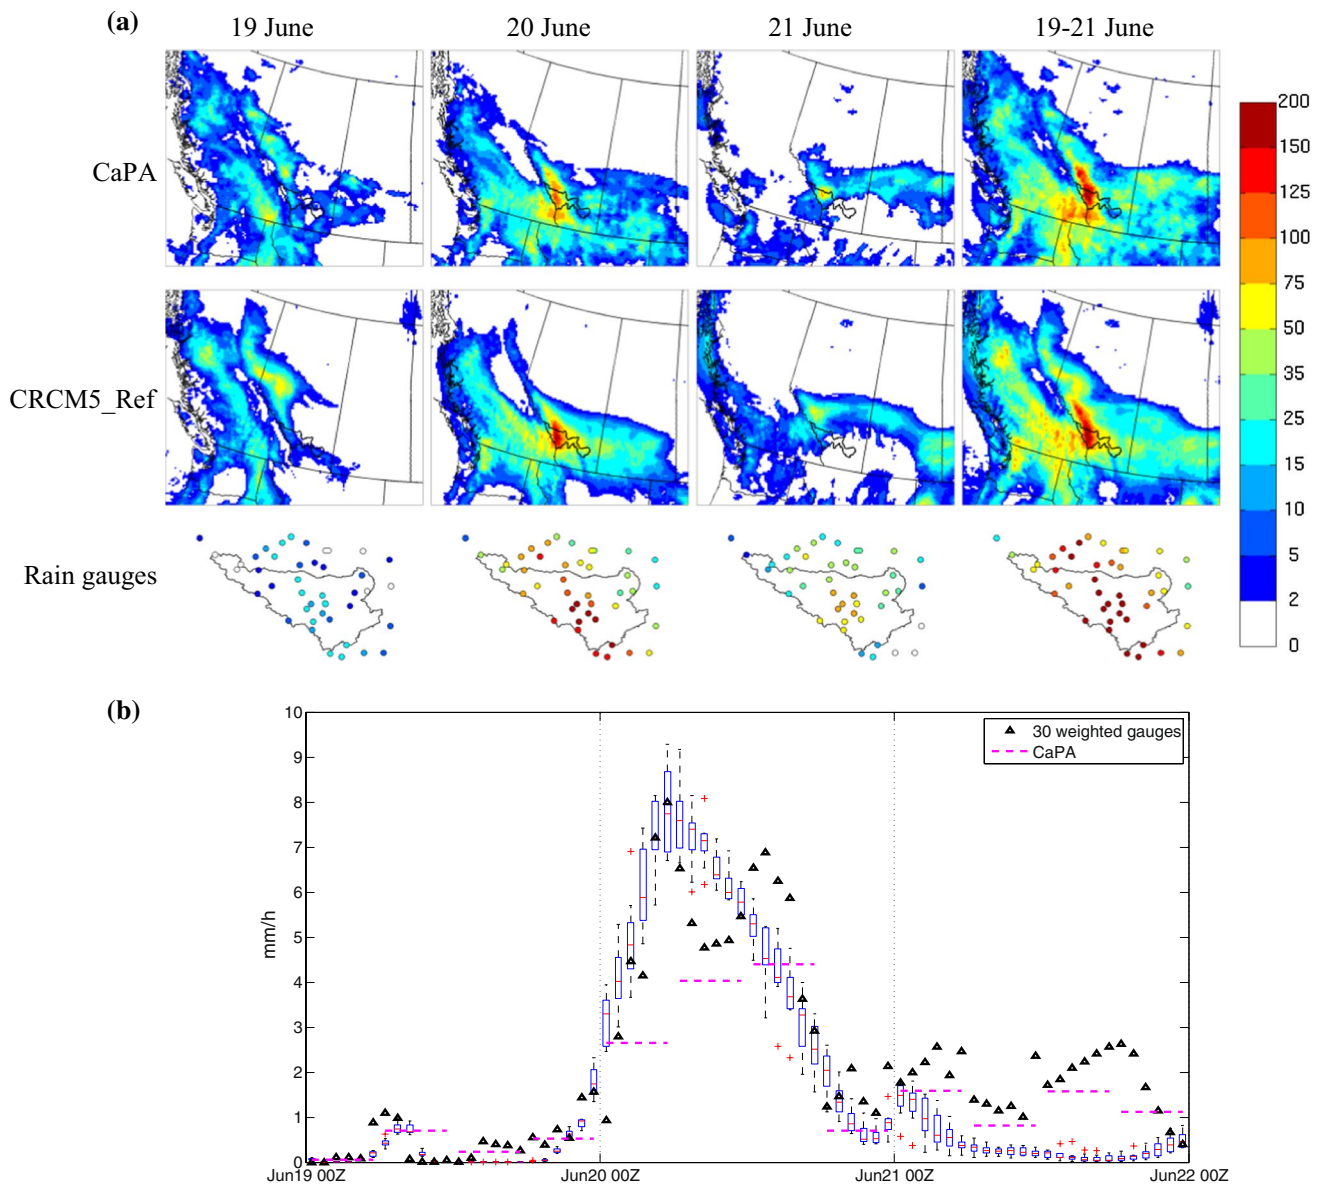 (a)
19 June
20 June
21 June
19-21 June
CaPA
CRCM5_Ref
Rain gauges
200
150
125
100
75
50
35
25
15
10
5
2
0
(b)
10
9
8
7
6
5
4
3
2
1
0
mm/h
30 weighted gauges
CaPA
Jun19 00Z
Jun20 00Z
Jun21 00Z
Jun22 00Z